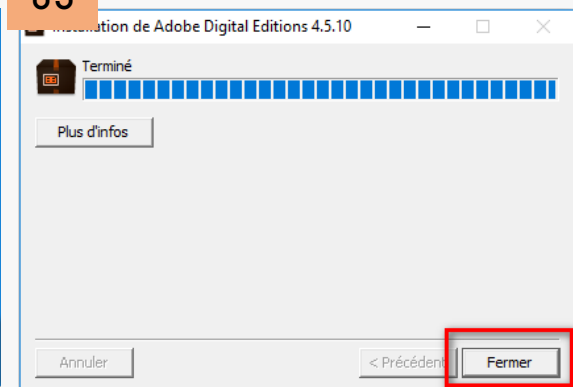 Installation de Adobe Digital Editions 4.5.10
Terminé
Plus d'infos
Annuler
< Précédent
Fermer